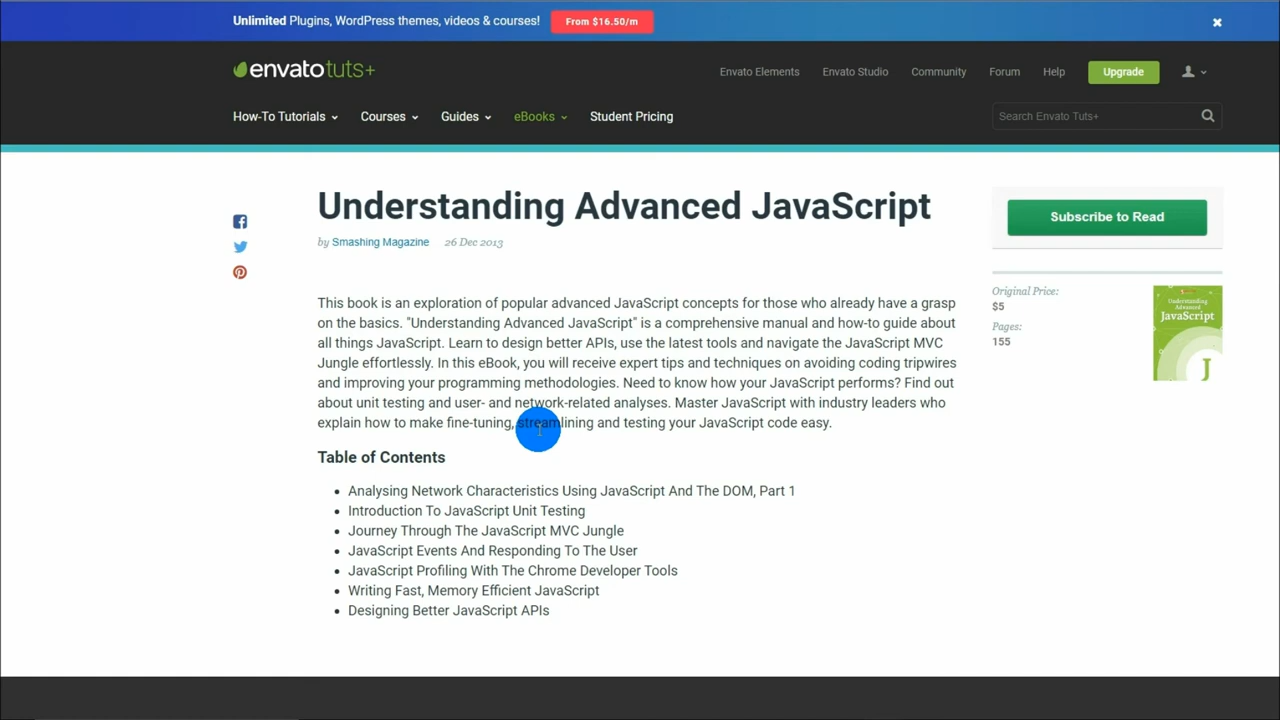 Unlimited Plugins, WordPress themes, videos & courses! From $16.50/m
envatotuts+
Envato Elements Envato Studio Community Forum Help Upgrade
How-To Tutorials Courses Guides eBooks Student Pricing Search Envato Tuts+
Understanding Advanced JavaScript
by Smashing Magazine 26 Dec 2013
This book is an exploration of popular advanced JavaScript concepts for those who already have a grasp
on the basics. "Understanding Advanced JavaScript" is a comprehensive manual and how-to guide about
all things JavaScript. Learn to design better APIs, use the latest tools and navigate the JavaScript MVC
Jungle effortlessly. In this eBook, you will receive expert tips and techniques on avoiding coding tripwires
and improving your programming methodologies. Need to know how your JavaScript performs? Find out
about unit testing and user- and network-related analyses. Master JavaScript with industry leaders who
explain how to make fine-tuning, streamlining and testing your JavaScript code easy.
Table of Contents
Analysing Network Characteristics Using JavaScript And The DOM, Part 1
Introduction To JavaScript Unit Testing
Journey Through The JavaScript MVC Jungle
JavaScript Events And Responding To The User
JavaScript Profiling With The Chrome Developer Tools
Writing Fast, Memory Efficient JavaScript
Designing Better JavaScript APIs
Subscribe to Read
Original Price:
$5
Pages:
155
Understanding
Advanced
JavaScript
J